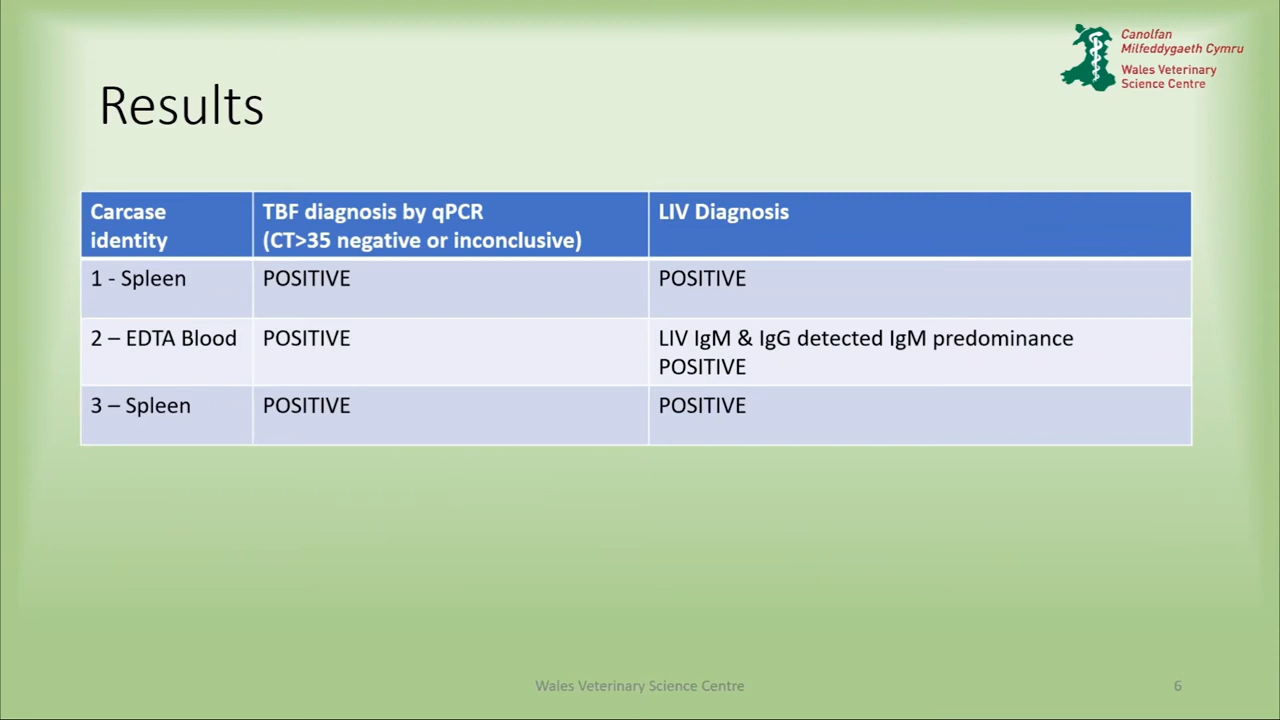 Canolfan
Milfeddygaeth Cymru
Wales Veterinary
Science Centre
Results
Carcase identity
TBF diagnosis by qPCR
(CT>35 negative or inconclusive)
LIV Diagnosis
1 - Spleen
POSITIVE
POSITIVE
2 – EDTA Blood
POSITIVE
LIV IgM & IgG detected IgM predominance
POSITIVE
3 – Spleen
POSITIVE
POSITIVE
Wales Veterinary Science Centre
6